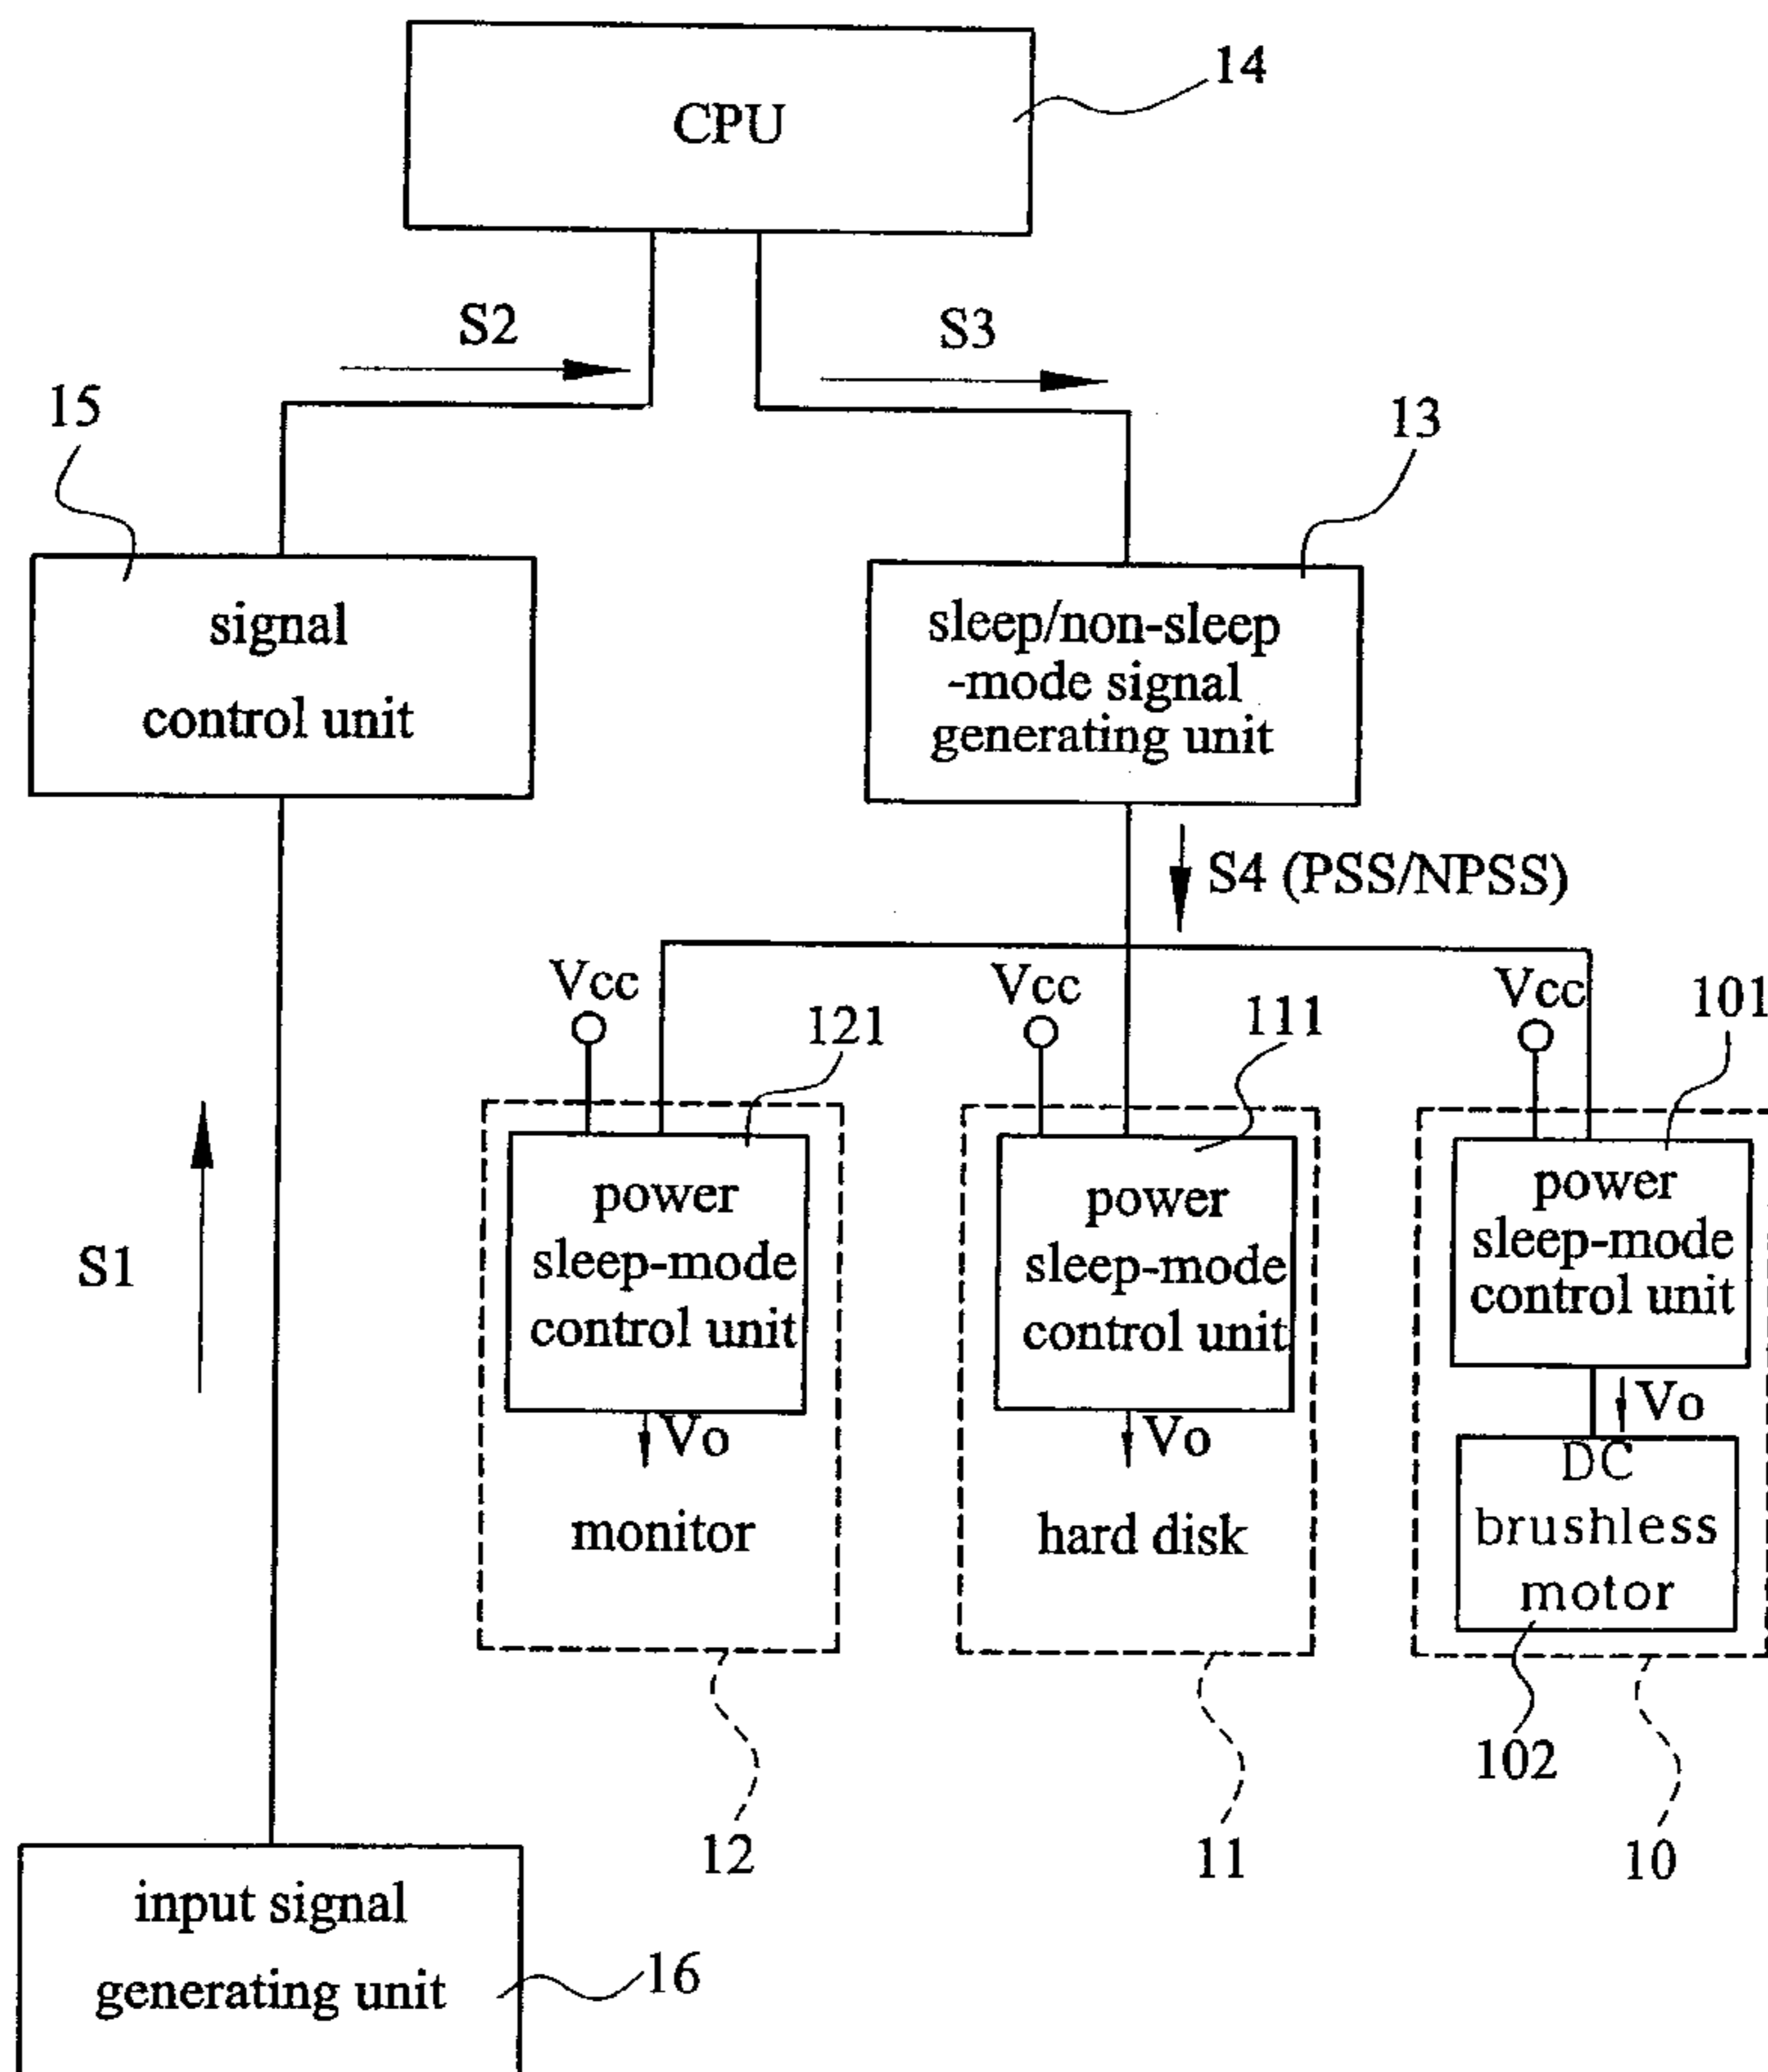 CPU
14
S2
S3
15
13
signal
control unit
sleep/non-sleep
-mode signal
generating unit
S4 (PSS/NPSS)
Vcc
Vcc
Vcc
121
111
101
S1
power
sleep-mode
control unit
Vo
monitor
power
sleep-mode
control unit
Vo
hard disk
power
sleep-mode
control unit
Vo
DC
brushless
motor
102
12
11
10
input signal
generating unit
16